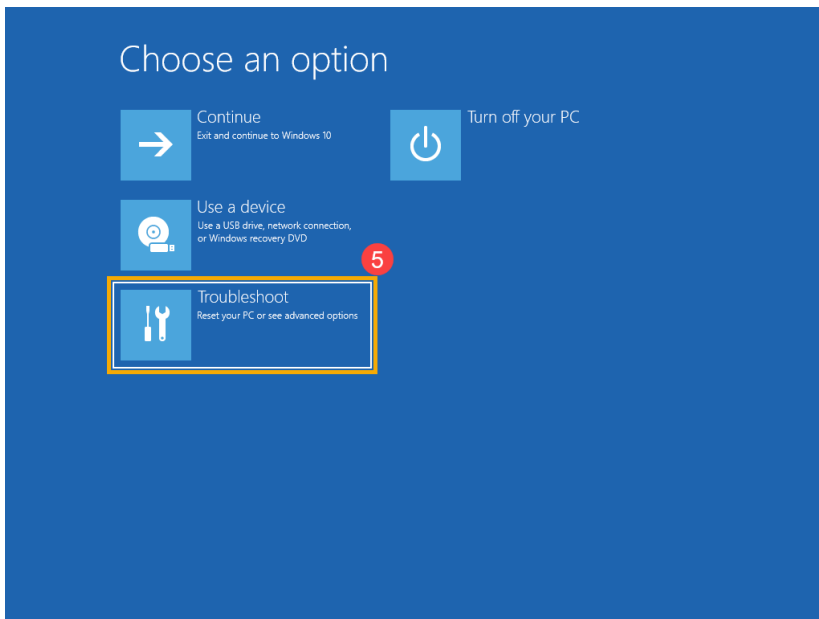 Choose an option
Continue
Exit and continue to Windows 10
Turn off your PC
Use a device
Use a USB drive, network connection,
or Windows recovery DVD
5
Troubleshoot
Reset your PC or see advanced options